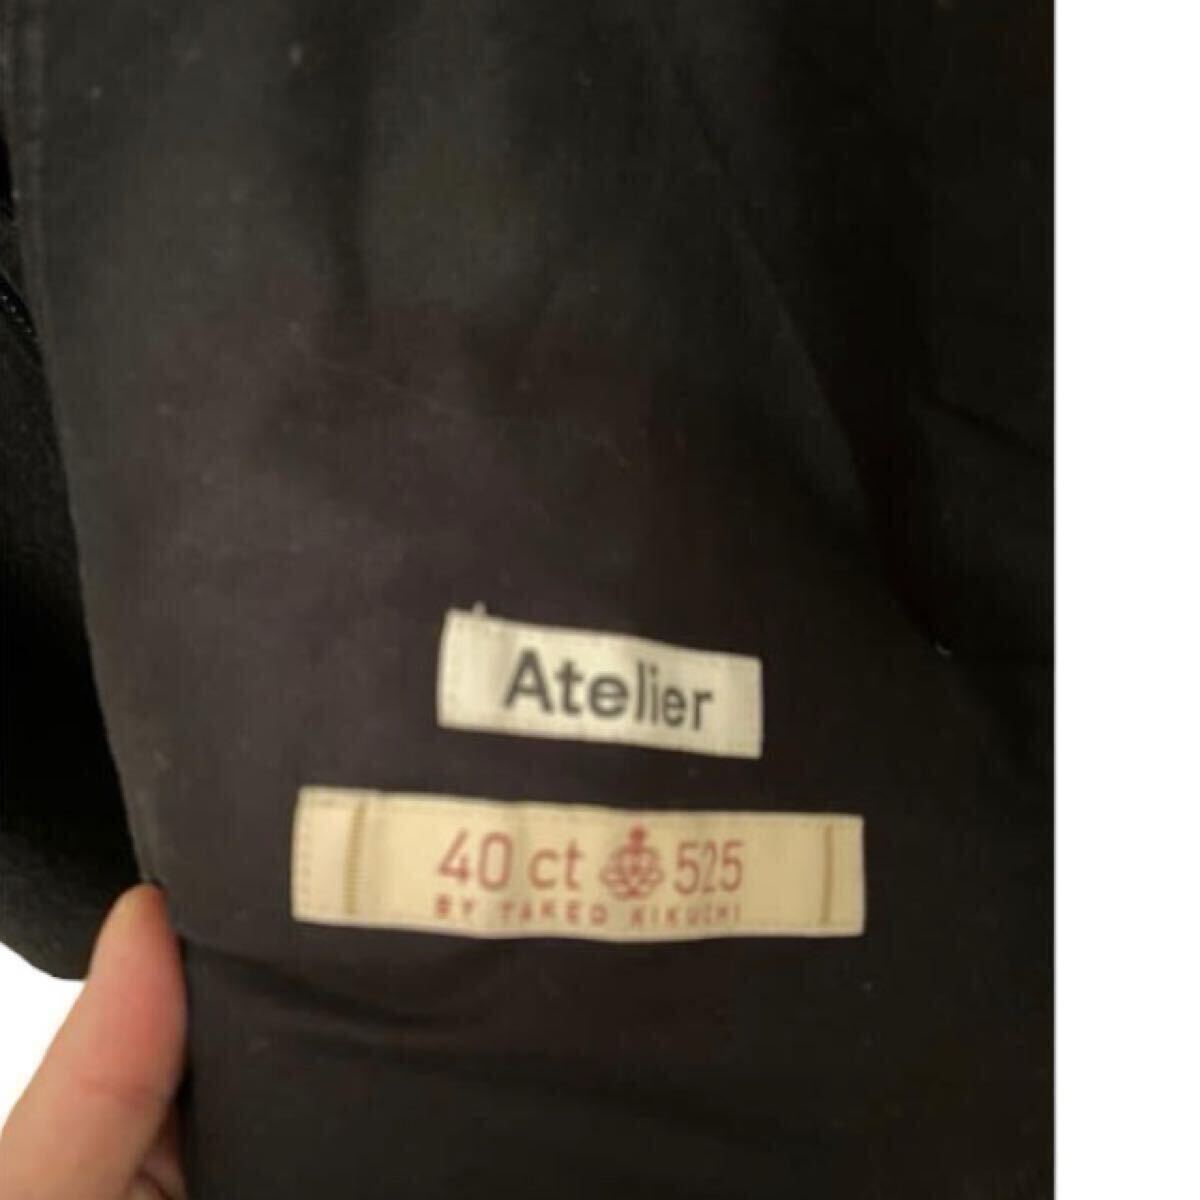 Atelier
40 ct 525
BY TAKEO KIKUCHI